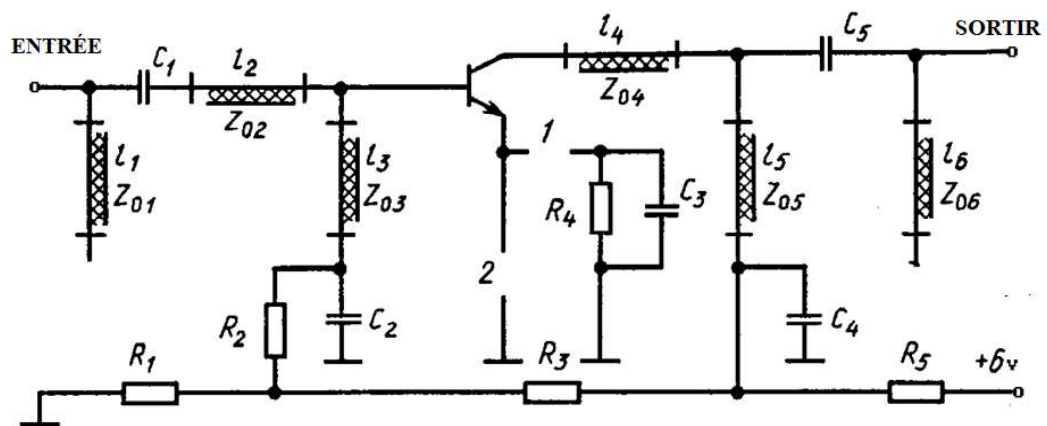 ENTRÉE
SORTIR
C1
l2
Z02
l4
Z04
C5
l1
Z01
l3
Z03
1
R4
C3
l5
Z05
l6
Z06
2
R2
C2
C4
R1
R3
R5
+6v